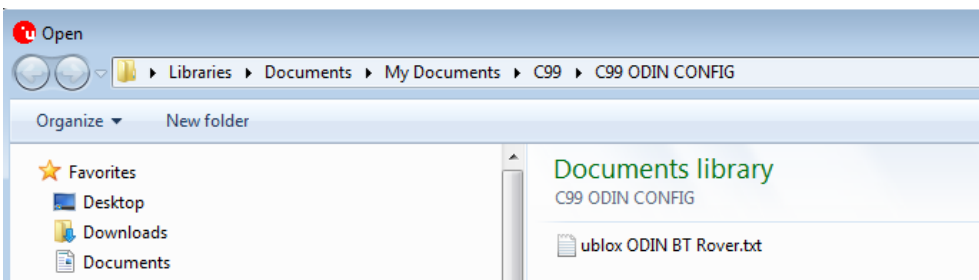 Open
Libraries Documents My Documents C99 C99 ODIN CONFIG
Organize New folder
Favorites
Desktop
Downloads
Documents
Documents library
C99 ODIN CONFIG
ublox ODIN BT Rover.txt